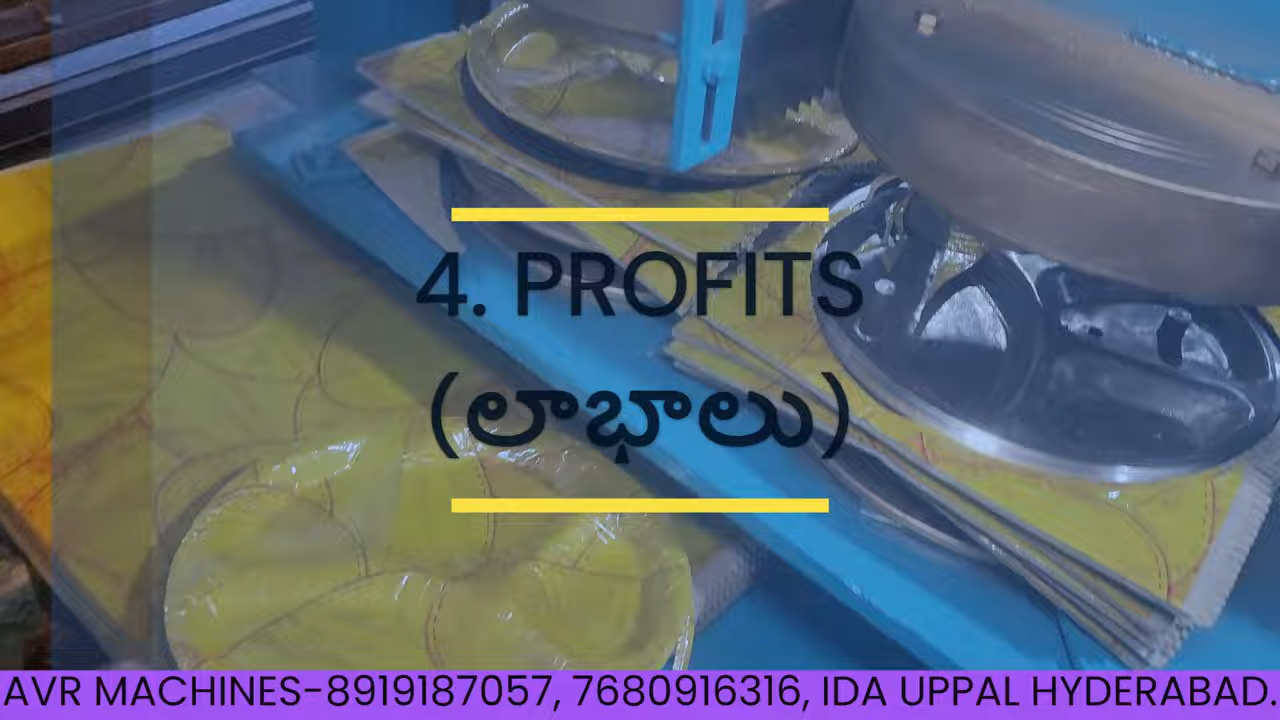 4. PROFITS
(లాభాలు)
AVR MACHINES-8919187057, 7680916316, IDA UPPAL HYDERABAD.